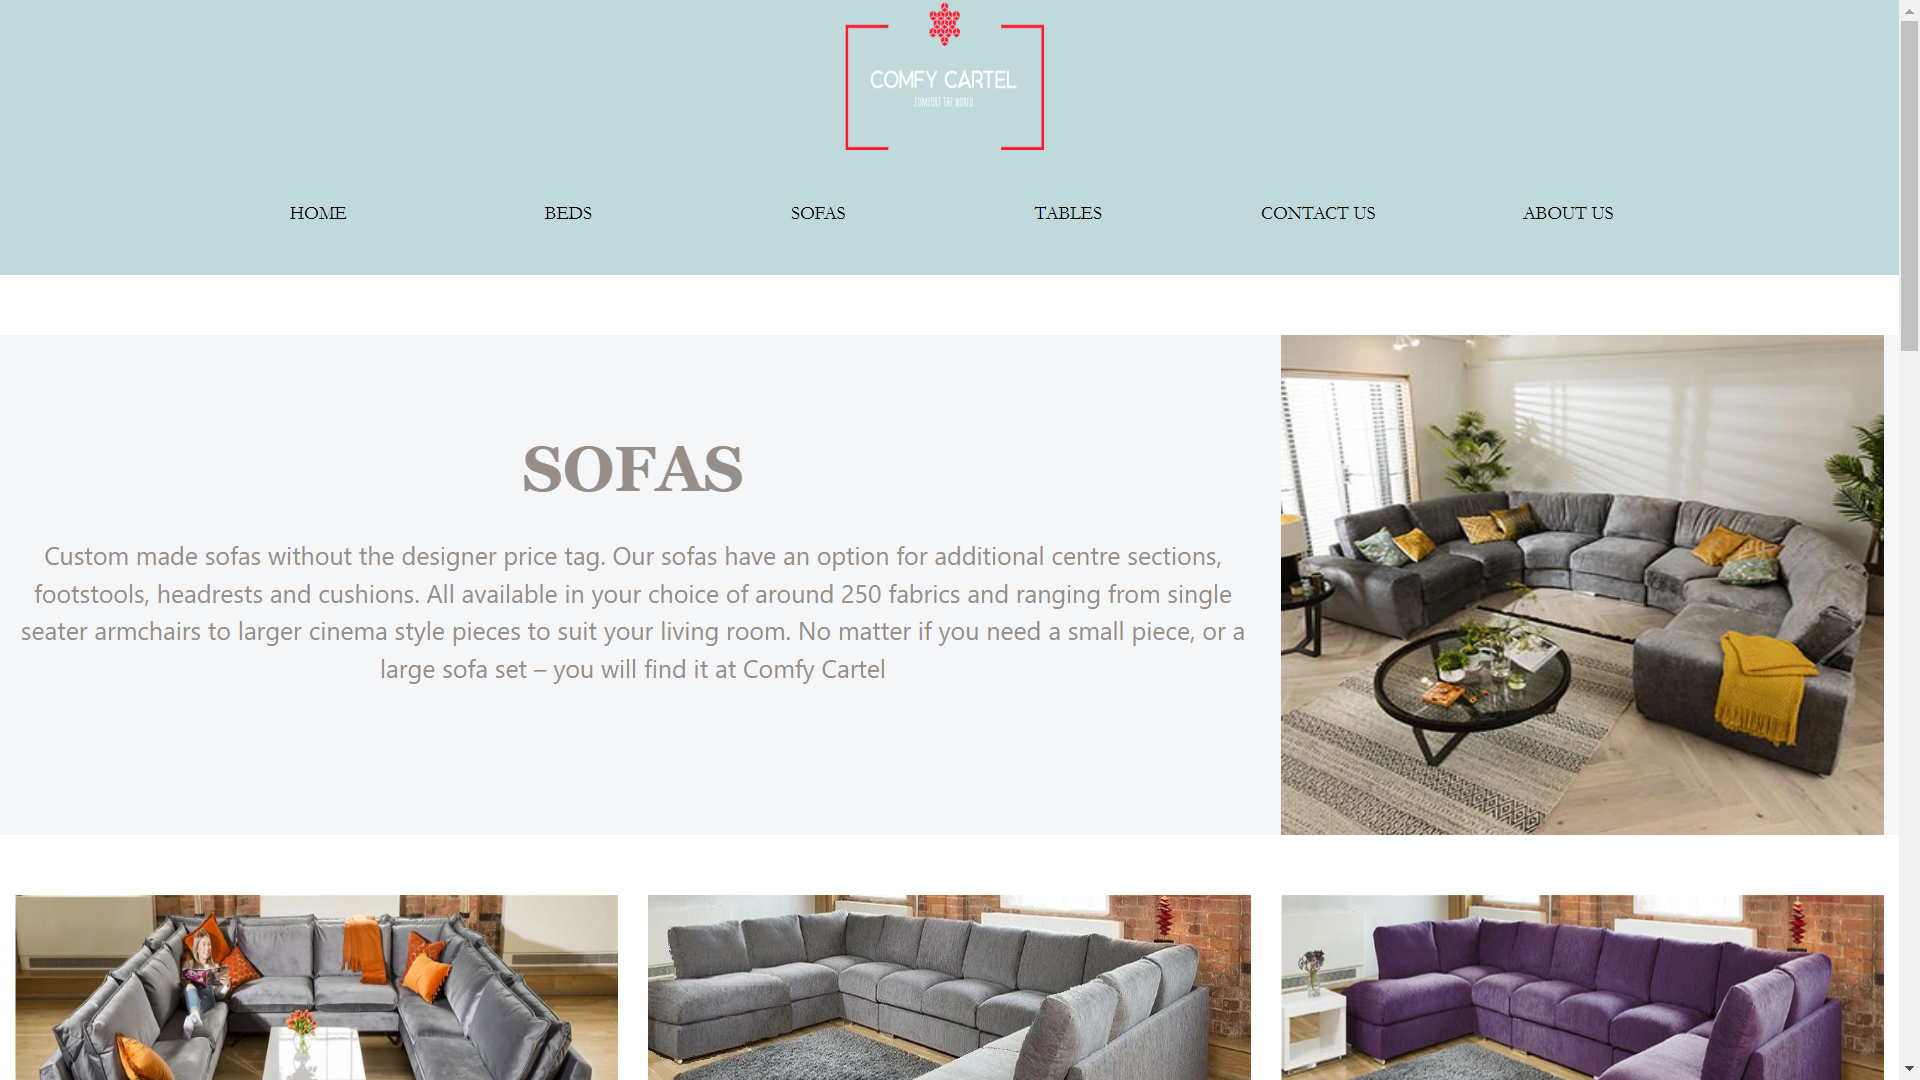 COMFY CARTEL
COMFORT THE WORLD
HOME BEDS SOFAS TABLES CONTACT US ABOUT US
SOFAS
Custom made sofas without the designer price tag. Our sofas have an option for additional centre sections,
footstools, headrests and cushions. All available in your choice of around 250 fabrics and ranging from single
seater armchairs to larger cinema style pieces to suit your living room. No matter if you need a small piece, or a
large sofa set – you will find it at Comfy Cartel